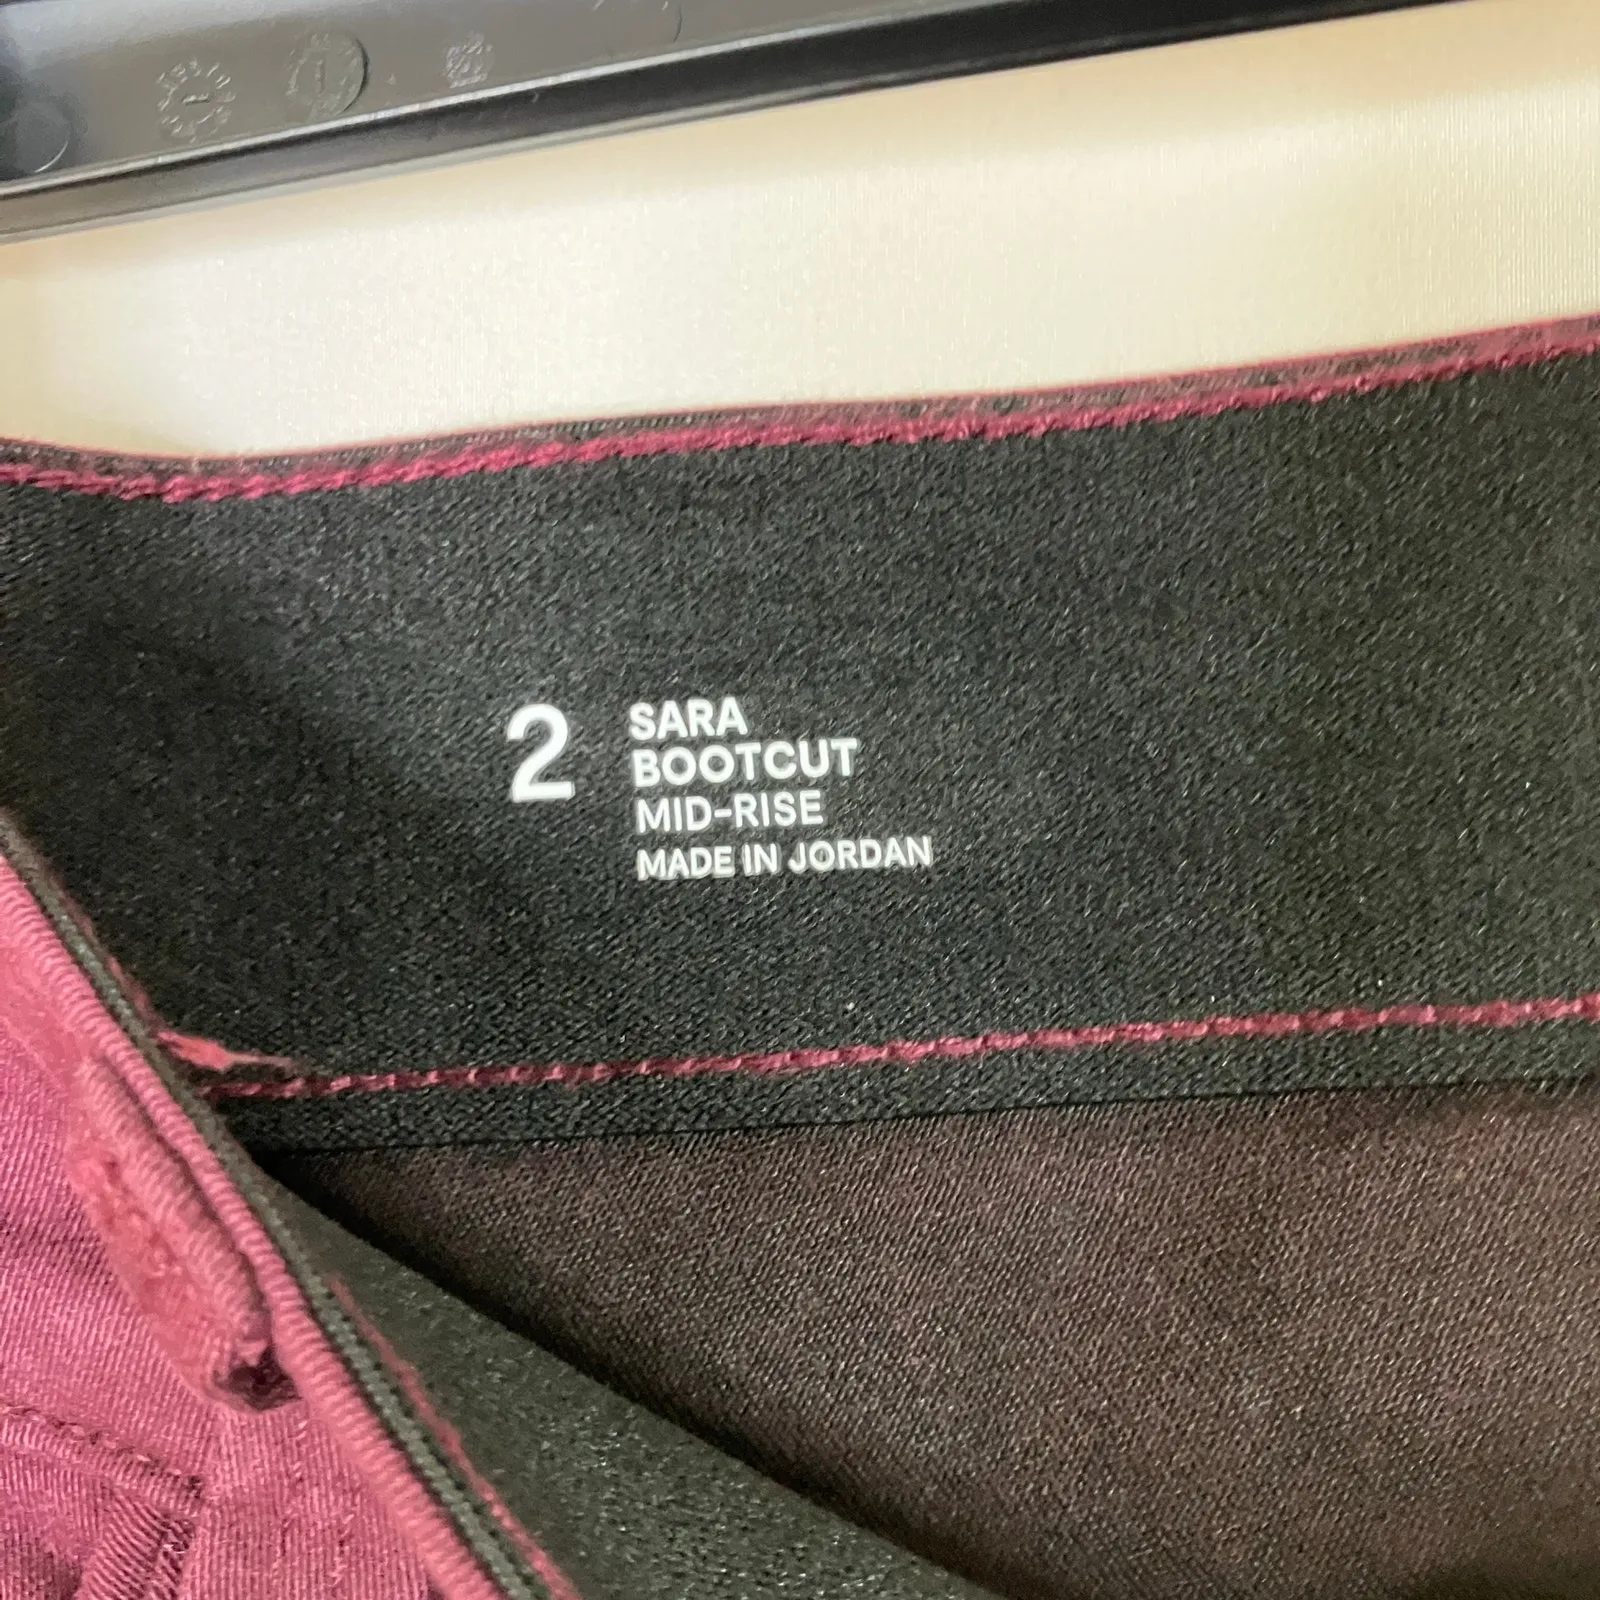 2
SARA
BOOTCUT
MID-RISE
MADE IN JORDAN